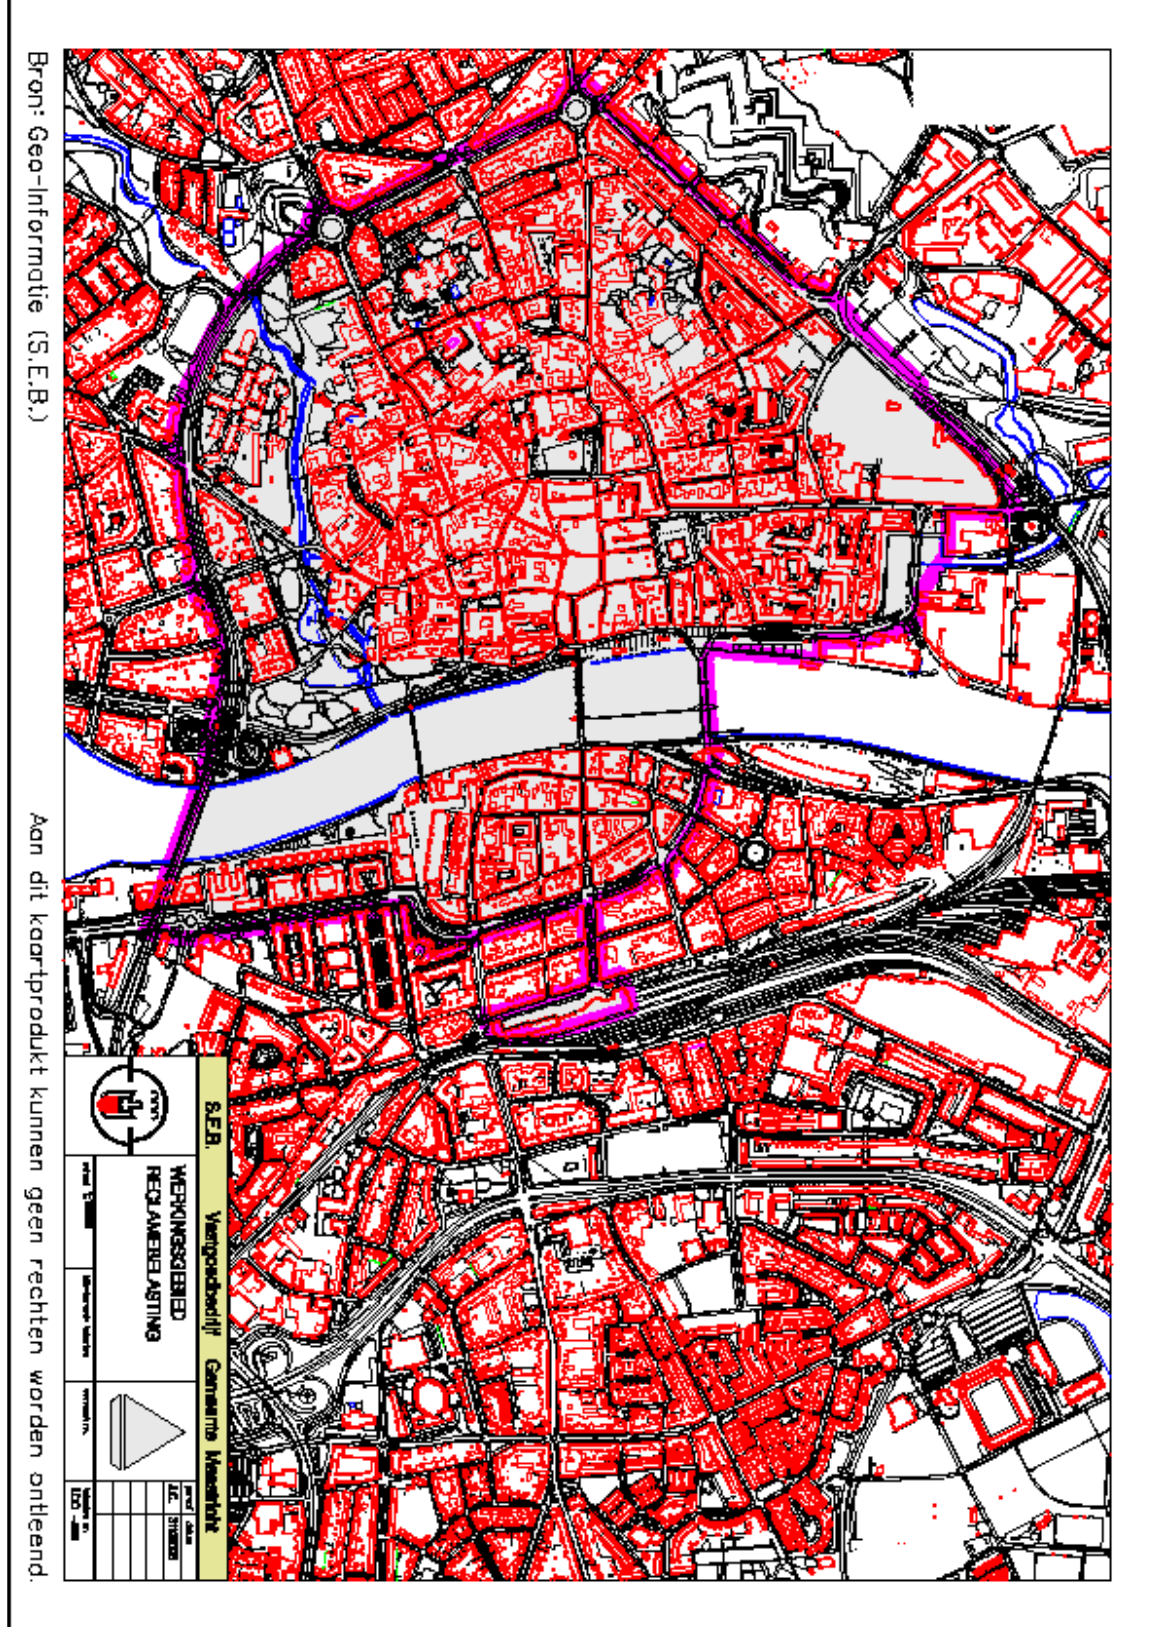 Bron: Geo-Informatie (S.E.B.)
Aan dit kaartprodukt kunnen geen rechten worden ontleend.
S.E.B. Vastgoedbedrijf Gemeente Maastricht
WERKINGSGEBIED
RECLAMEBELASTING